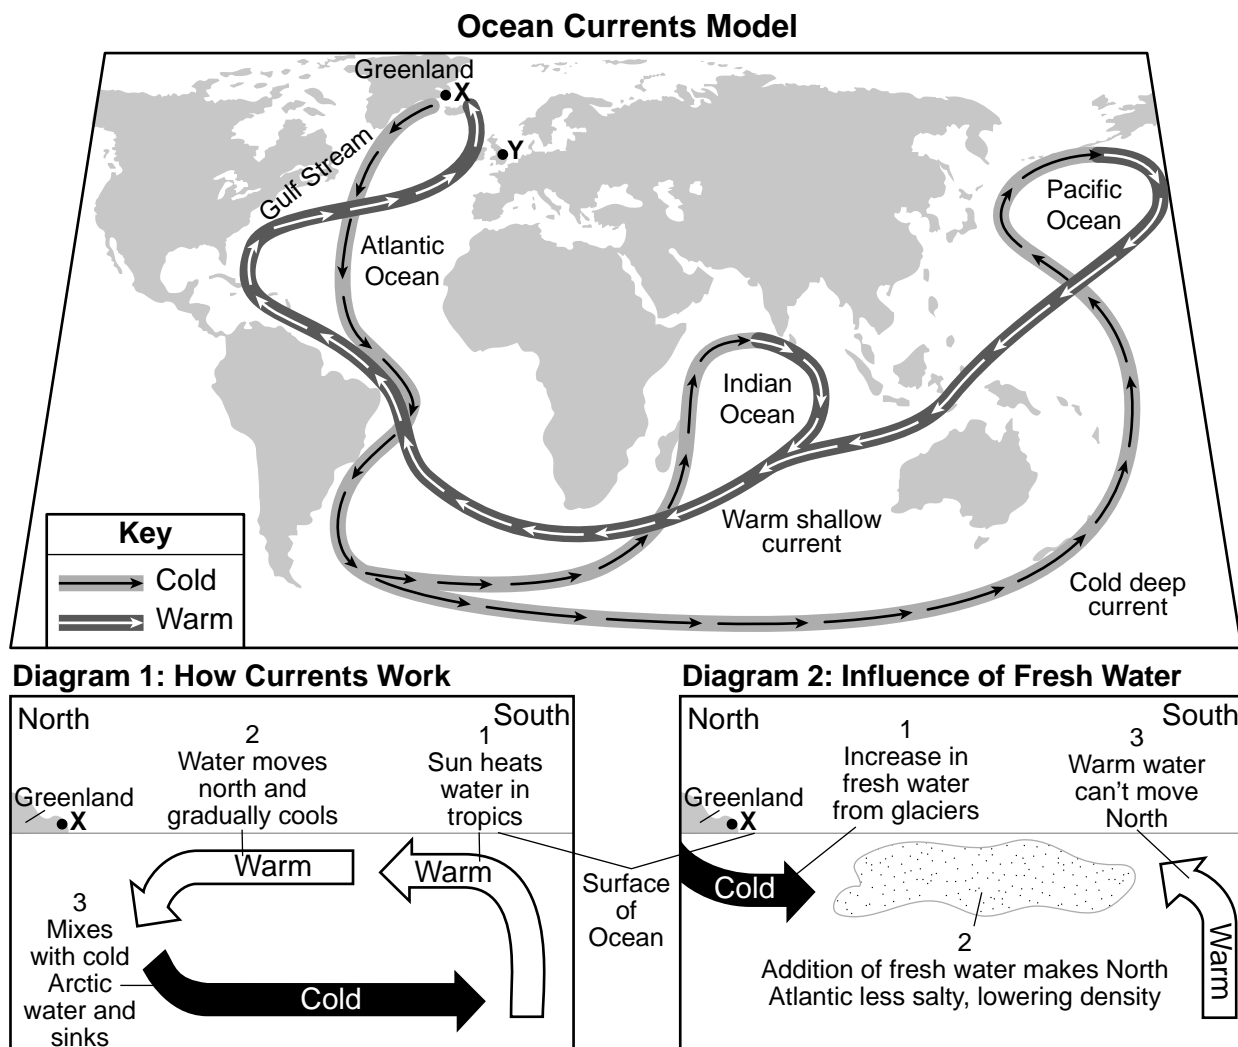 Ocean Currents Model
Greenland
X
Y
Gulf Stream
Atlantic
Ocean
Pacific
Ocean
Indian
Ocean
Warm shallow
current
Cold deep
current
Key
Cold
Warm
Diagram 1: How Currents Work
North
South
1
Sun heats
water in
tropics
2
Water moves
north and
gradually cools
Greenland
X
Warm
Warm
3
Mixes
with cold
Arctic
water and
sinks
Cold
Surface
of
Ocean
Diagram 2: Influence of Fresh Water
North
South
1
Increase in
fresh water
from glaciers
3
Warm water
can't move
North
Greenland
X
Cold
2
Addition of fresh water makes North
Atlantic less salty, lowering density
Warm